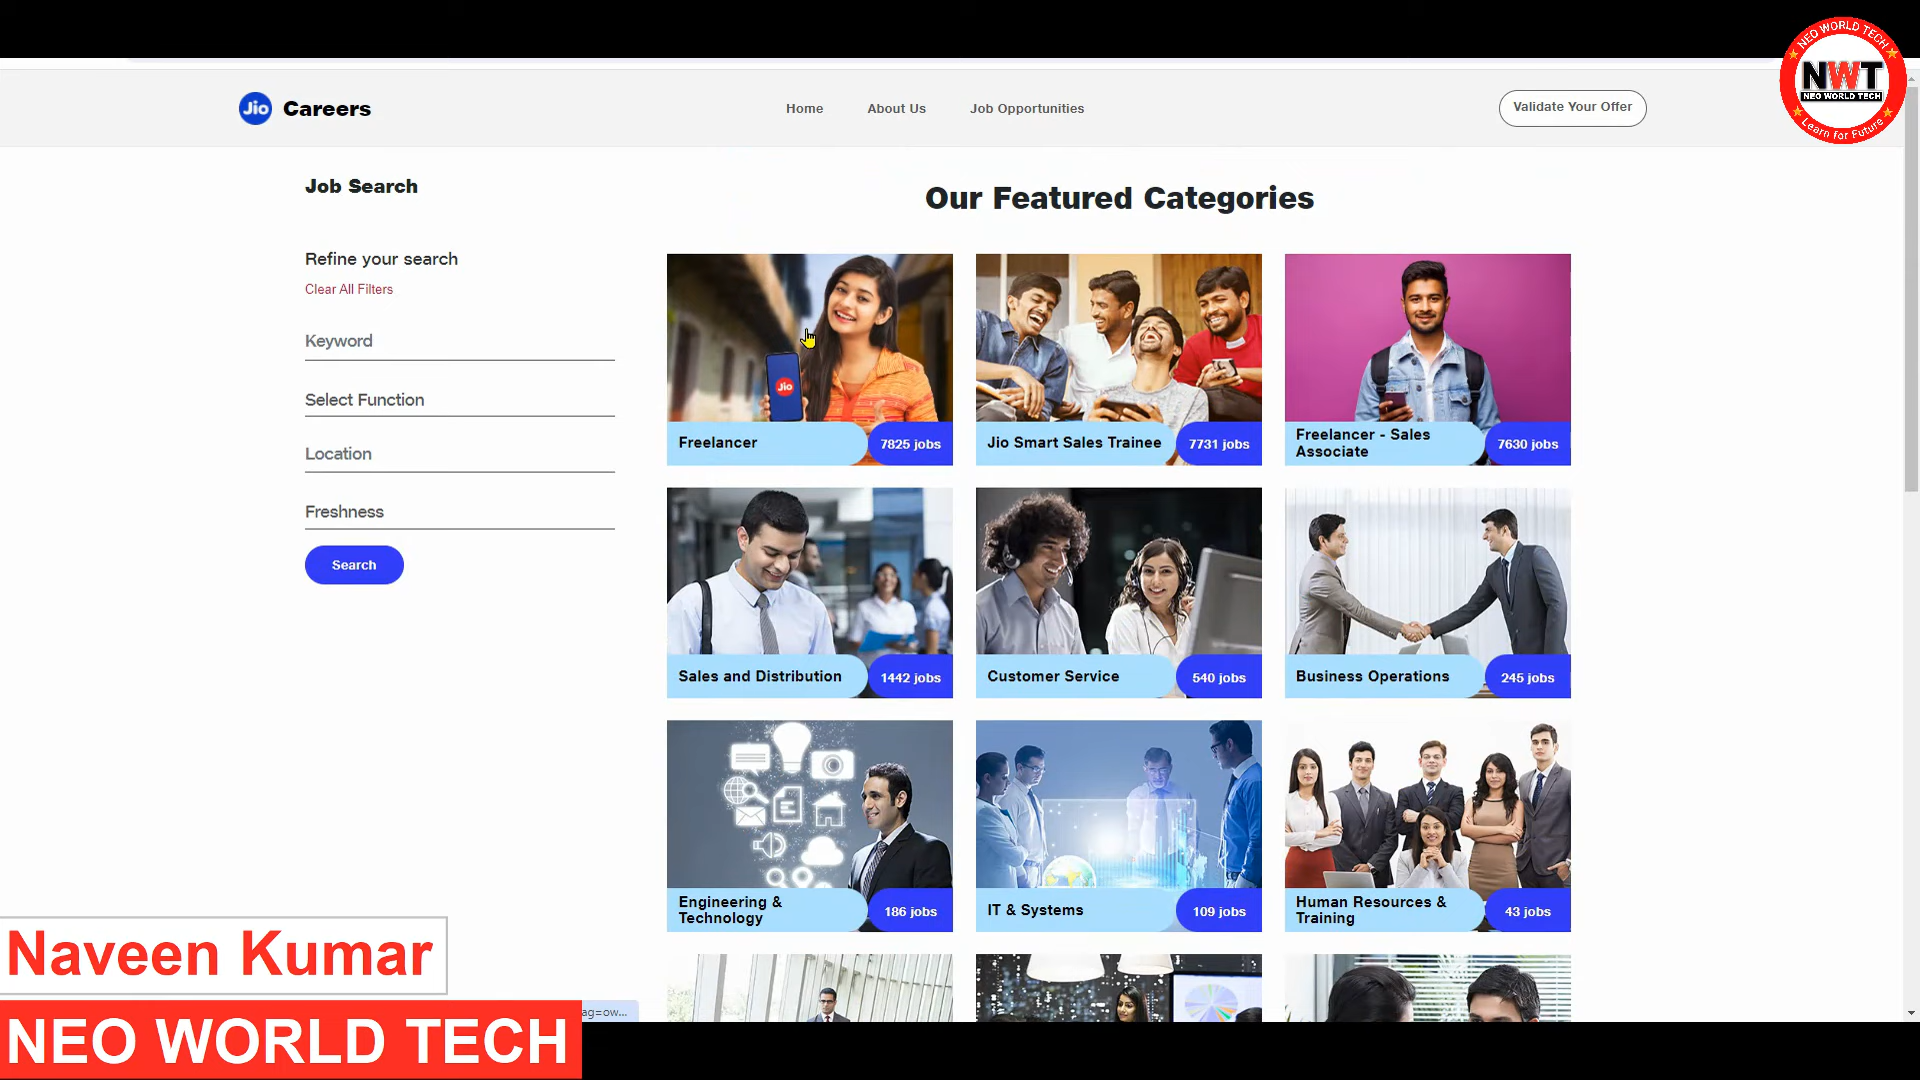 NEO WORLD TECH
NWT
NEO WORLD TECH
Learn for Future
Jio Careers
Home
About Us
Job Opportunities
Validate Your Offer
Job Search
Our Featured Categories
Refine your search
Clear All Filters
Keyword
Select Function
Location
Freshness
Search
Jio
Freelancer
7825 jobs
Jio Smart Sales Trainee
7731 jobs
Freelancer - Sales
Associate
7630 jobs
Sales and Distribution
1442 jobs
Customer Service
540 jobs
Business Operations
245 jobs
Engineering &
Technology
186 jobs
IT & Systems
109 jobs
Human Resources &
Training
43 jobs
Naveen Kumar
NEO WORLD TECH
ag=ow...